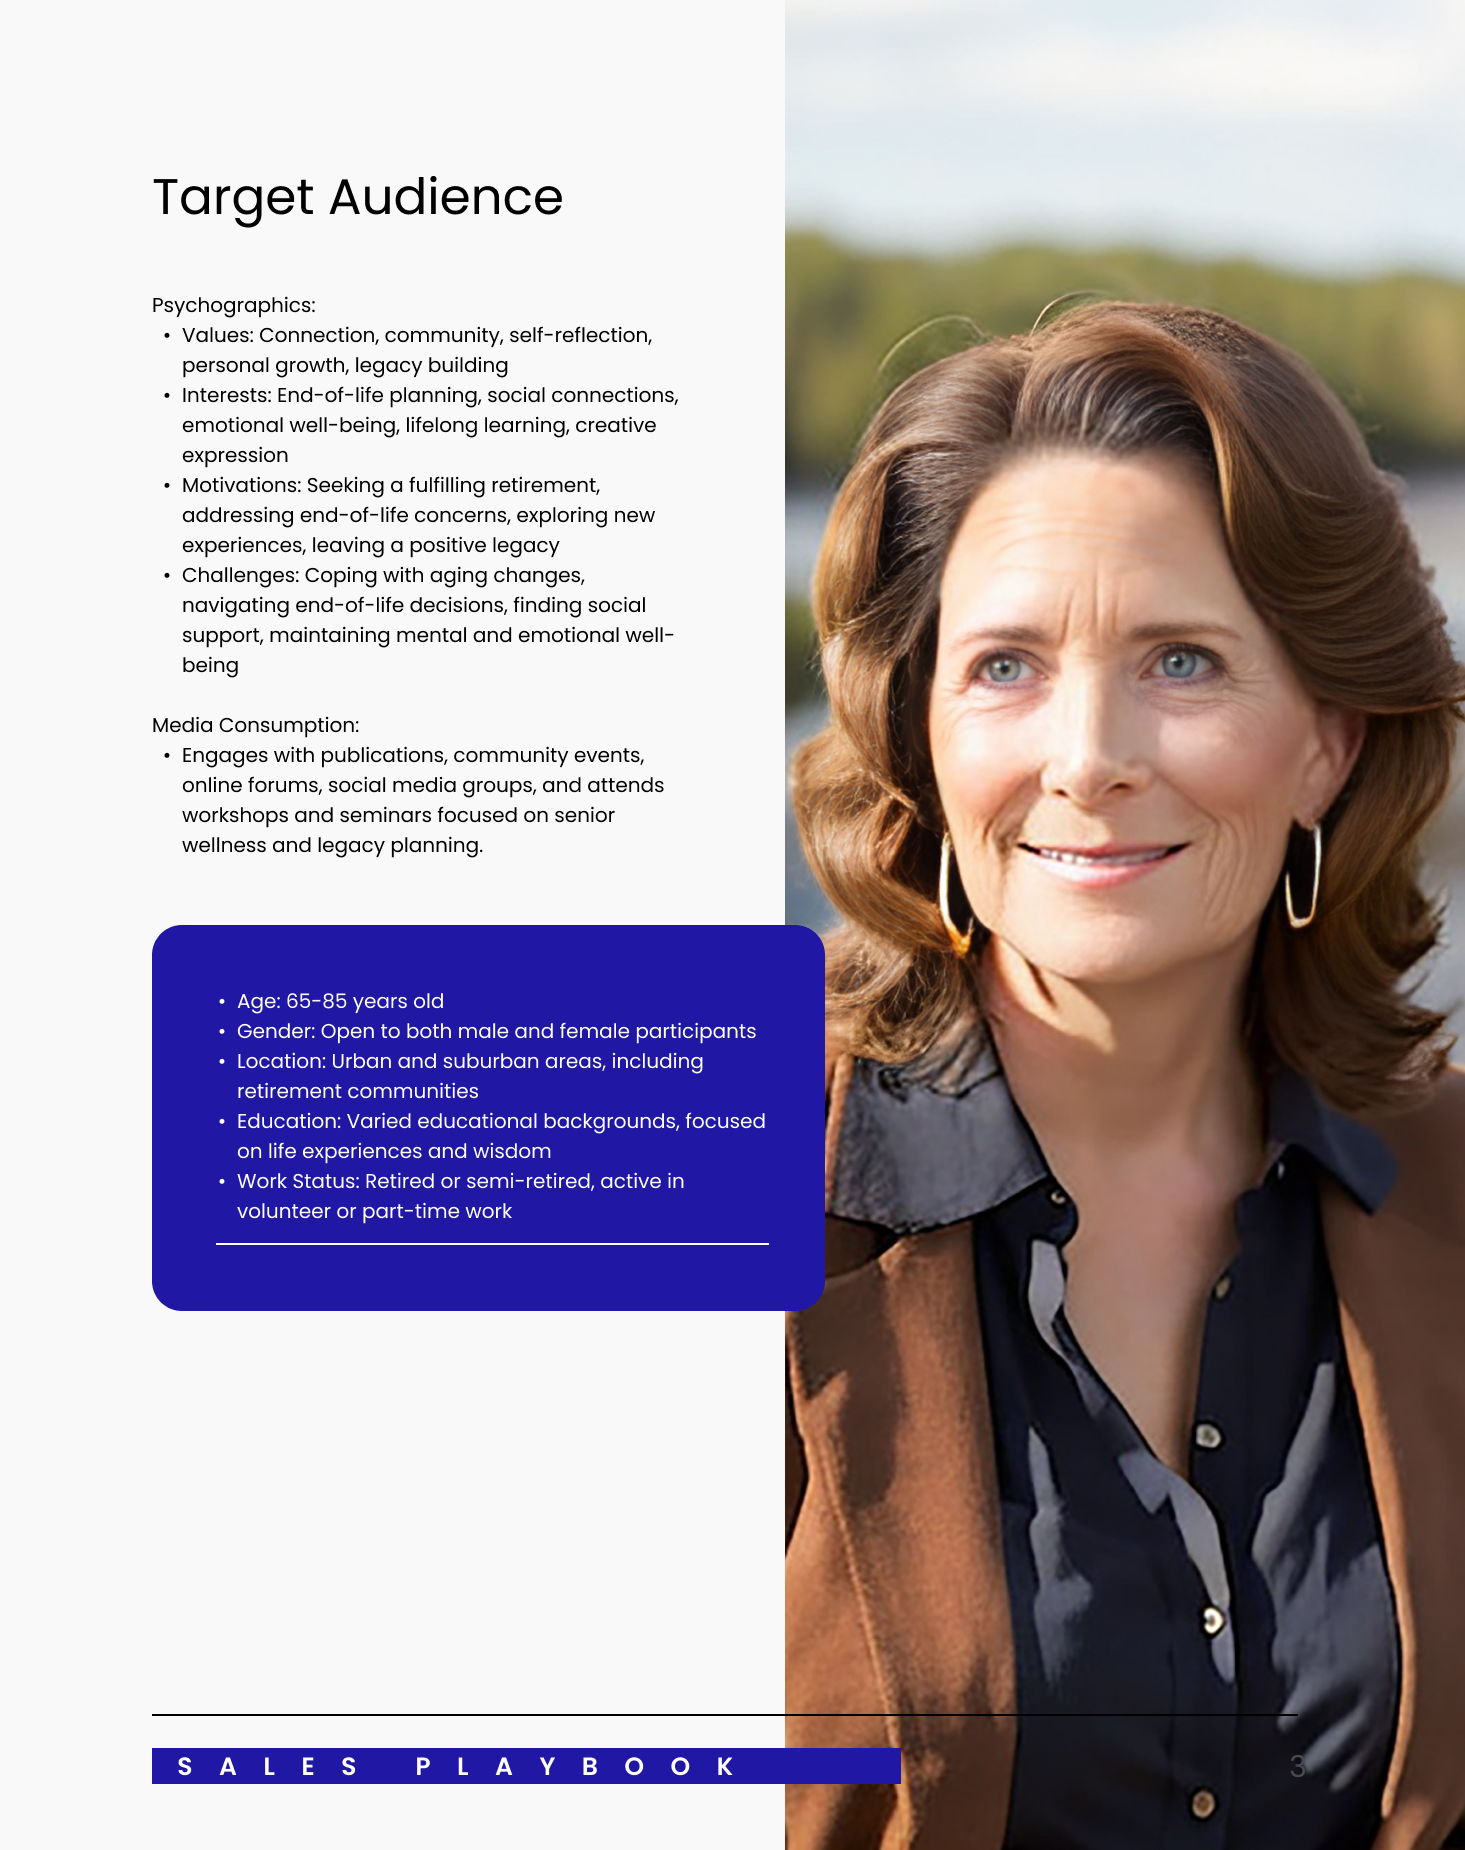 Target Audience
Psychographics:
• Values: Connection, community, self-reflection,
personal growth, legacy building
• Interests: End-of-life planning, social connections,
emotional well-being, lifelong learning, creative
expression
• Motivations: Seeking a fulfilling retirement,
addressing end-of-life concerns, exploring new
experiences, leaving a positive legacy
• Challenges: Coping with aging changes,
navigating end-of-life decisions, finding social
support, maintaining mental and emotional well-
being
Media Consumption:
• Engages with publications, community events,
online forums, social media groups, and attends
workshops and seminars focused on senior
wellness and legacy planning.
• Age: 65-85 years old
• Gender: Open to both male and female participants
• Location: Urban and suburban areas, including
retirement communities
• Education: Varied educational backgrounds, focused
on life experiences and wisdom
• Work Status: Retired or semi-retired, active in
volunteer or part-time work
SALES PLAYBOOK
3